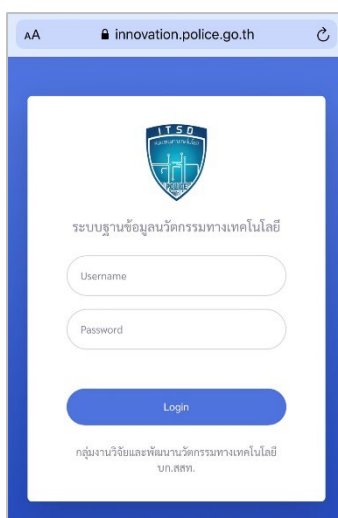 AA
innovation.police.go.th
ITSD
POLICE
ระบบฐานข้อมูลนวัตกรรมทางเทคโนโลยี
Username
Password
Login
กลุ่มงานวิจัยและพัฒนานวัตกรรมทางเทคโนโลยี
บก.สสท.